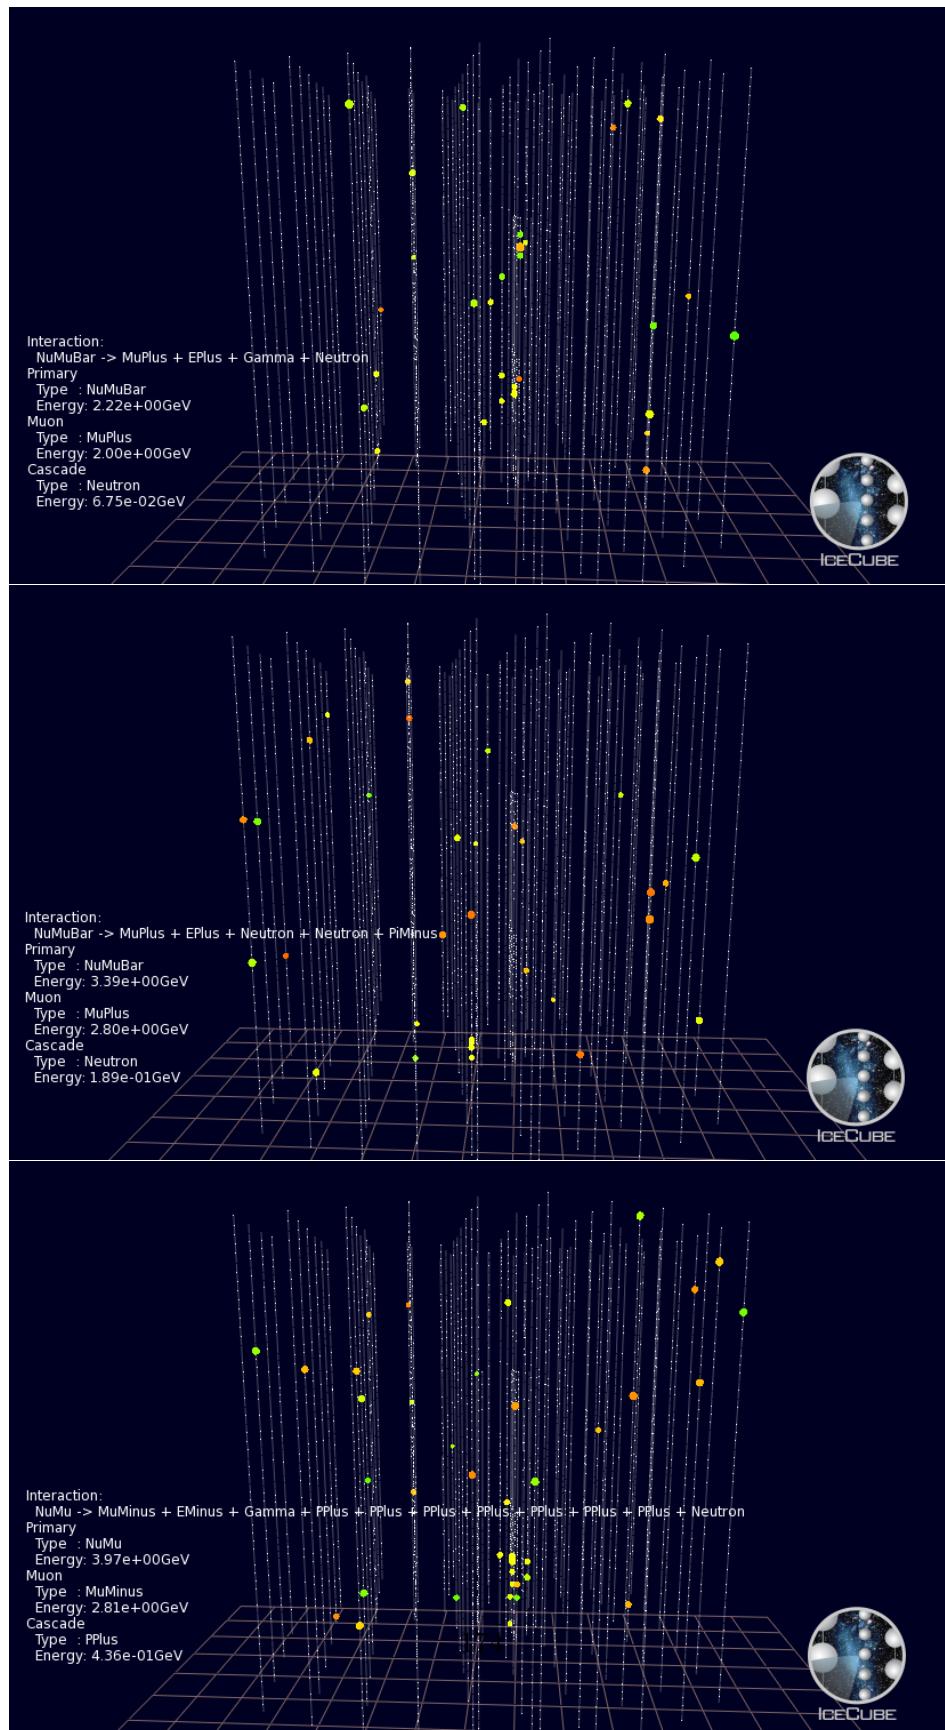 Interaction:
NuMuBar -> MuPlus + EPlus + Gamma + Neutron
Primary
Type : NuMuBar
Energy: 2.22e+00GeV
Muon
Type : MuPlus
Energy: 2.00e+00GeV
Cascade
Type : Neutron
Energy: 6.75e-02GeV
ICECUBE
Interaction:
NuMuBar -> MuPlus + EPlus + Neutron + Neutron + PiMinus
Primary
Type : NuMuBar
Energy: 3.39e+00GeV
Muon
Type : MuPlus
Energy: 2.80e+00GeV
Cascade
Type : Neutron
Energy: 1.89e-01GeV
ICECUBE
Interaction:
NuMu -> MuMinus + EMinus + Gamma + PPlus + PPlus + PPlus + PPlus + PPlus + PPlus + PPlus + Neutron
Primary
Type : NuMu
Energy: 3.97e+00GeV
Muon
Type : MuMinus
Energy: 2.81e+00GeV
Cascade
Type : PPlus
Energy: 4.36e-01GeV
ICECUBE